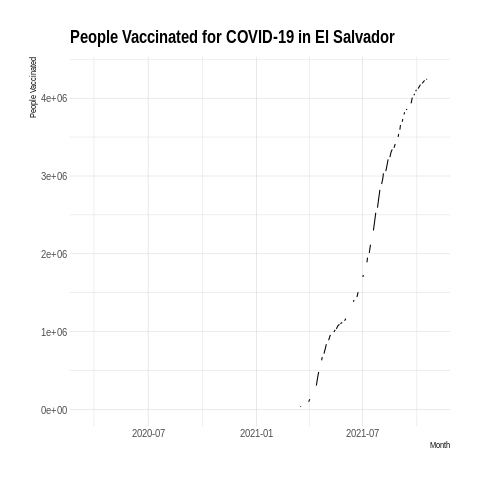 People Vaccinated for COVID-19 in El Salvador
People Vaccinated
4e+06
3e+06
2e+06
1e+06
0e+00
2020-07
2021-01
2021-07
Month